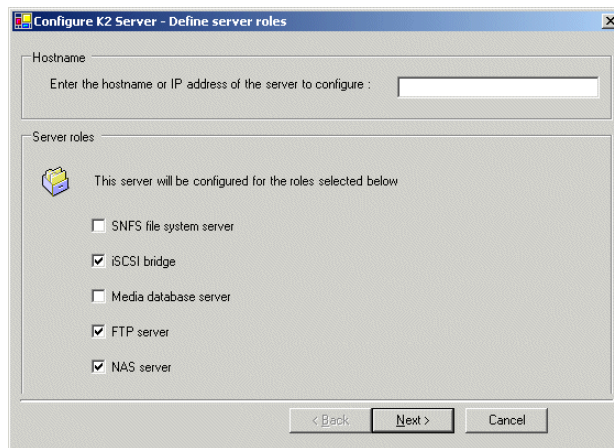 Configure K2 Server - Define server roles
Hostname
Enter the hostname or IP address of the server to configure :
Server roles
This server will be configured for the roles selected below
SNFS file system server
iSCSI bridge
Media database server
FTP server
NAS server
< Back
Next >
Cancel